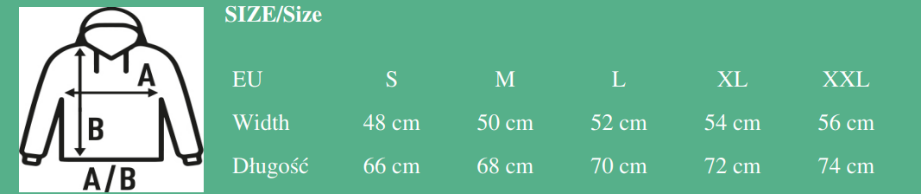 SIZE/Size
A
B
A/B
EU S M L XL XXL
Width 48 cm 50 cm 52 cm 54 cm 56 cm
Długość 66 cm 68 cm 70 cm 72 cm 74 cm